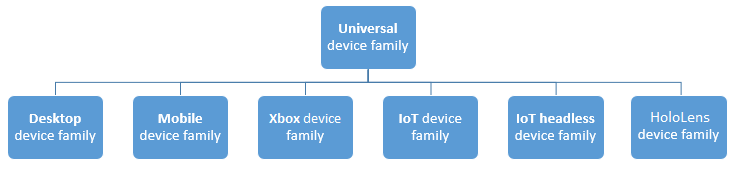 Universal
device family
Desktop
device family
Mobile
device family
Xbox device
family
IoT device
family
IoT headless
device family
HoloLens
device family